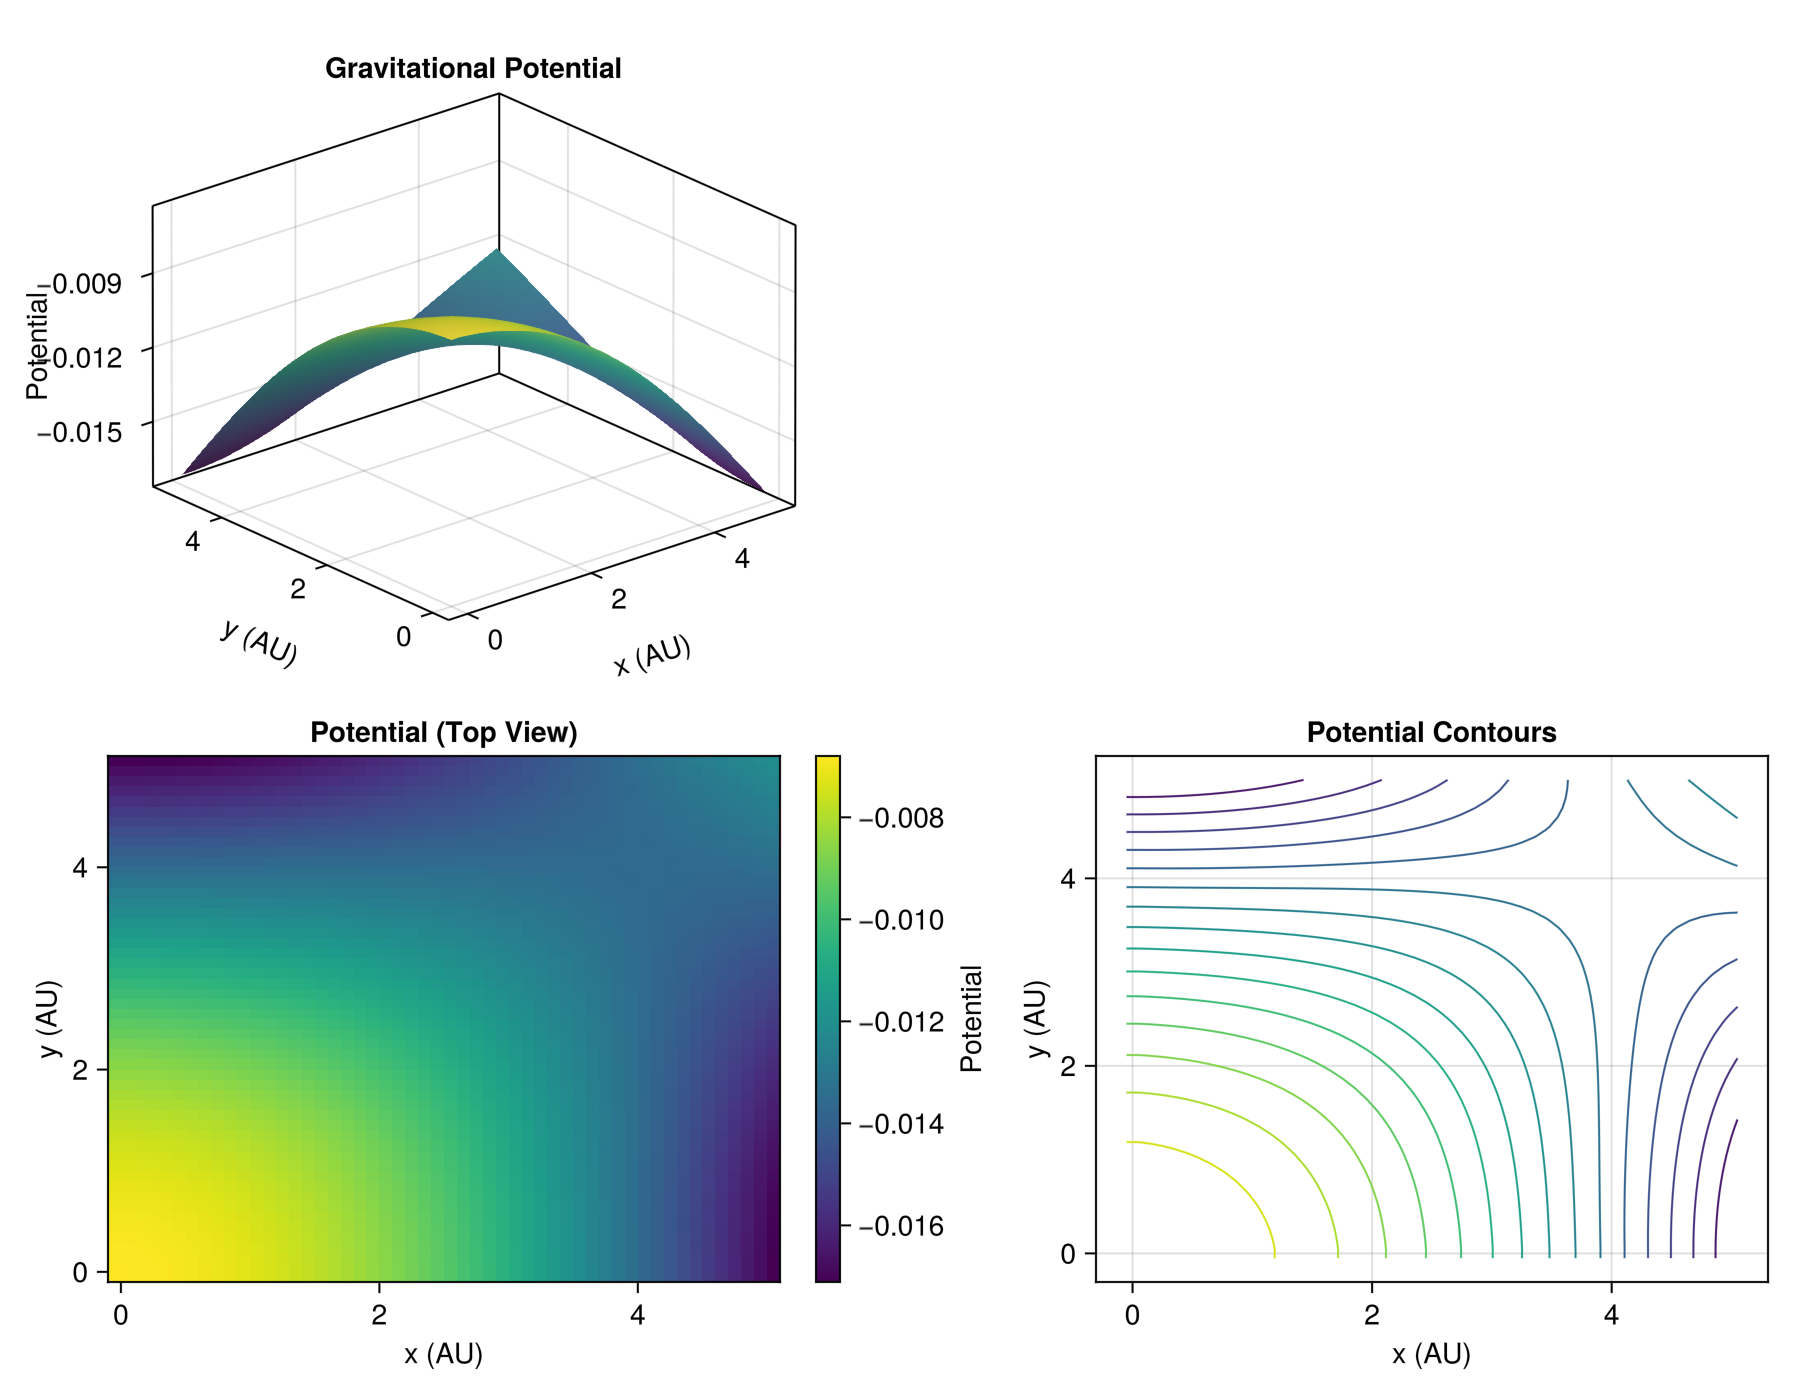 Gravitational Potential
Potential
−0.009
−0.012
−0.015
4
2
0
y (AU)
0
2
4
x (AU)
Potential (Top View)
y (AU)
4
2
0
0
2
4
x (AU)
−0.008
−0.010
−0.012
−0.014
−0.016
Potential
Potential Contours
y (AU)
4
2
0
0
2
4
x (AU)